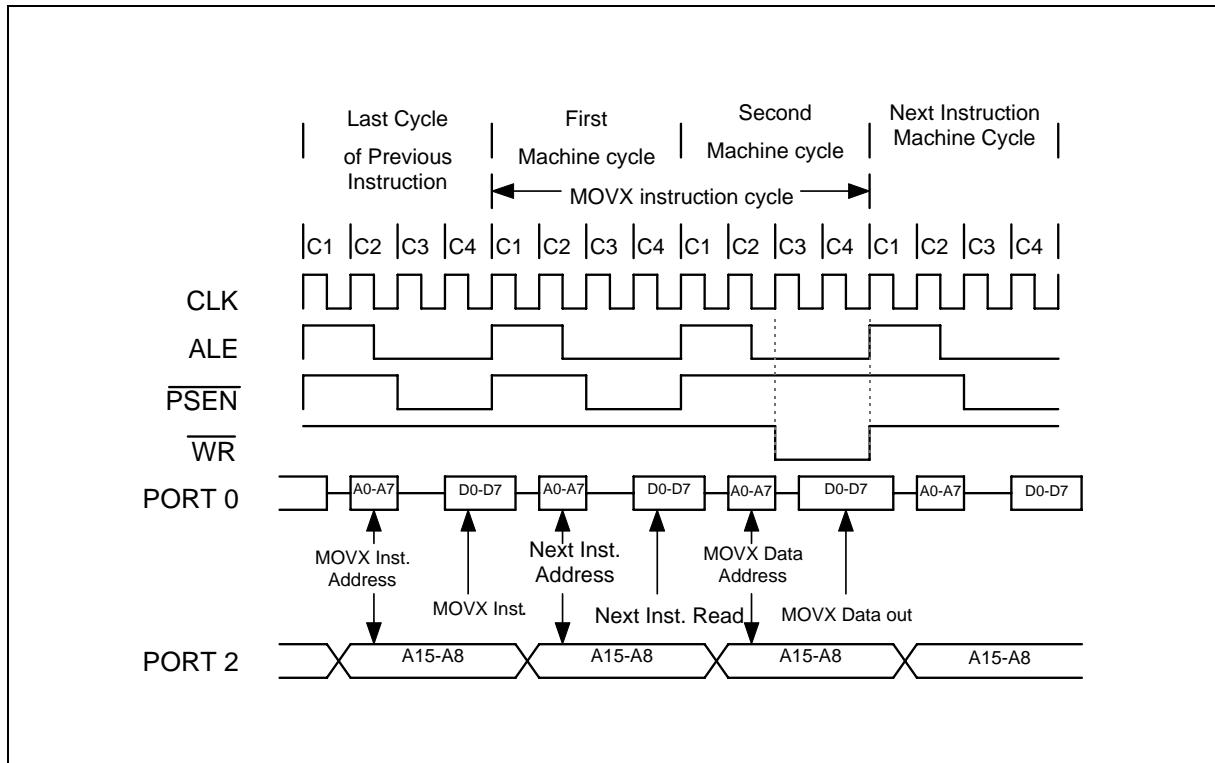 Last Cycle
of Previous
Instruction
First
Machine cycle
Second
Machine cycle
Next Instruction
Machine Cycle
MOVX instruction cycle
C1 C2 C3 C4 C1 C2 C3 C4 C1 C2 C3 C4 C1 C2 C3 C4
CLK
ALE
PSEN
WR
PORT 0
A0-A7 D0-D7 A0-A7 D0-D7 A0-A7 D0-D7 A0-A7 D0-D7
MOVX Inst.
Address
MOVX Inst.
Next Inst.
Address
Next Inst. Read
MOVX Data
Address
MOVX Data out
PORT 2
A15-A8 A15-A8 A15-A8 A15-A8